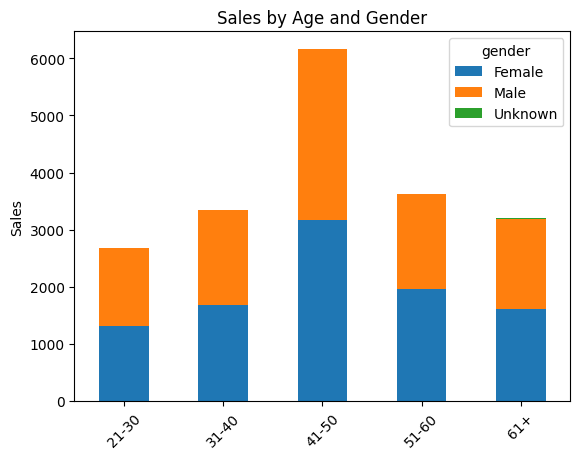 Sales by Age and Gender
gender
Female
Male
Unknown
Sales
6000
5000
4000
3000
2000
1000
0
21-30
31-40
41-50
51-60
61+